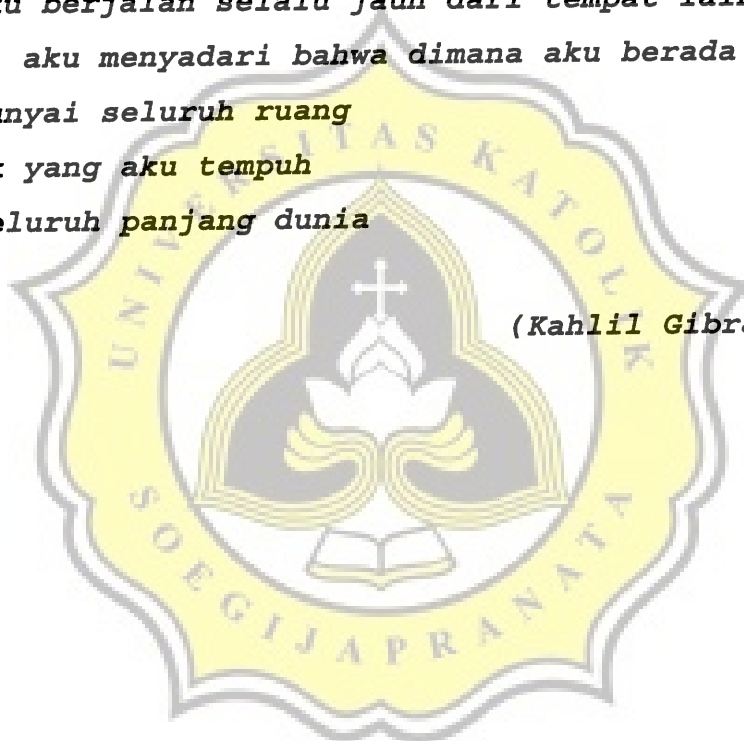 berjalan selalu jauh dari tempat
aku menyadari bahwa dimana aku berada
seluruh ruang
yang aku tempuh
panjang dunia
(Kahlil
UNIVERSITAS KATOLIK
SOEGIJAPRANATA